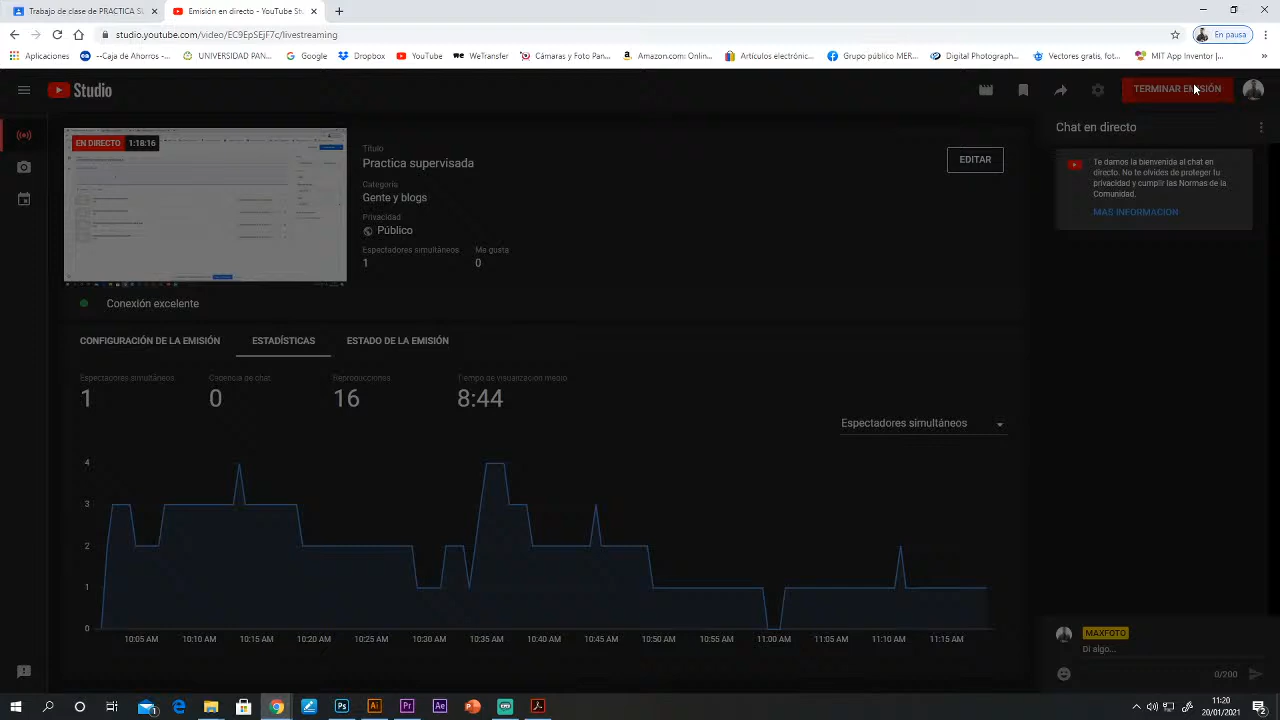 Trabajo de clase de PRACTICA SU
Emisión en directo - YouTube St
studio.youtube.com/video/EC9EpSEjF7c/livestreaming
En pausa
Aplicaciones
--Caja de Ahorro -...
UNIVERSIDAD PAN...
Google
Dropbox
YouTube
WeTransfer
Cámaras y Foto Pan...
Amazon.com: Onlin...
Artículos electróni...
Grupo público MER...
Digital Photograph...
Vectores gratis, fot...
MIT App Inventor |...
»
Studio
TERMINAR EMISIÓN
EN DIRECTO 1:18:16
Título
Practica supervisada
EDITAR
Categoría
Gente y blogs
Privacidad
Público
Espectadores simultáneos Me gusta
1 0
Conexión excelente
Chat en directo
Te damos la bienvenida al chat en
directo. No te olvides de proteger tu
privacidad y cumplir las Normas de la
Comunidad.
MÁS INFORMACIÓN
CONFIGURACIÓN DE LA EMISIÓN ESTADÍSTICAS ESTADO DE LA EMISIÓN
Espectadores simultáneos Cadencia de chat Reproducciones Tiempo de visualización medio
1 0 16 8:44
Espectadores simultáneos
4
3
2
1
0
10:05 AM 10:10 AM 10:15 AM 10:20 AM 10:25 AM 10:30 AM 10:35 AM 10:40 AM 10:45 AM 10:50 AM 10:55 AM 11:00 AM 11:05 AM 11:10 AM 11:15 AM
MAXFOTO
Di algo...
0/200
11:20
20/01/2021